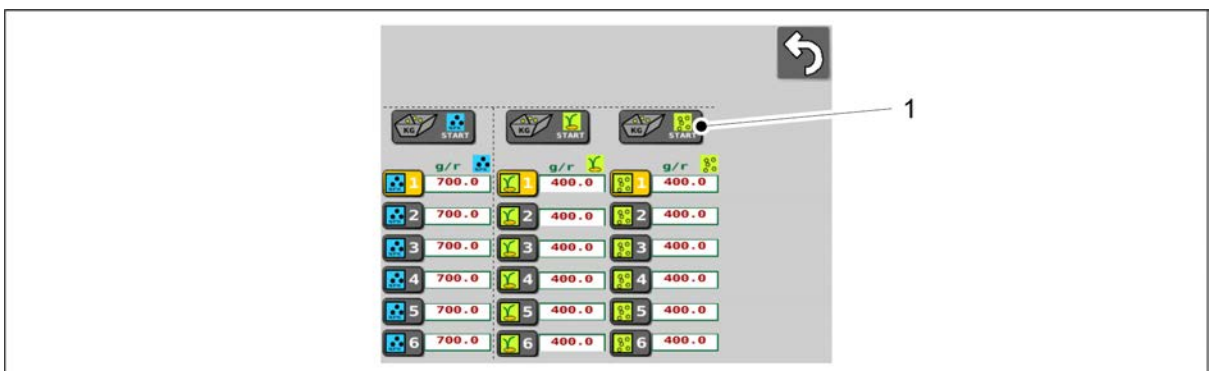 1
KG START KG START KG START
g/r g/r g/r
1 700.0 1 400.0 1 400.0
2 700.0 2 400.0 2 400.0
3 700.0 3 400.0 3 400.0
4 700.0 4 400.0 4 400.0
5 700.0 5 400.0 5 400.0
6 700.0 6 400.0 6 400.0